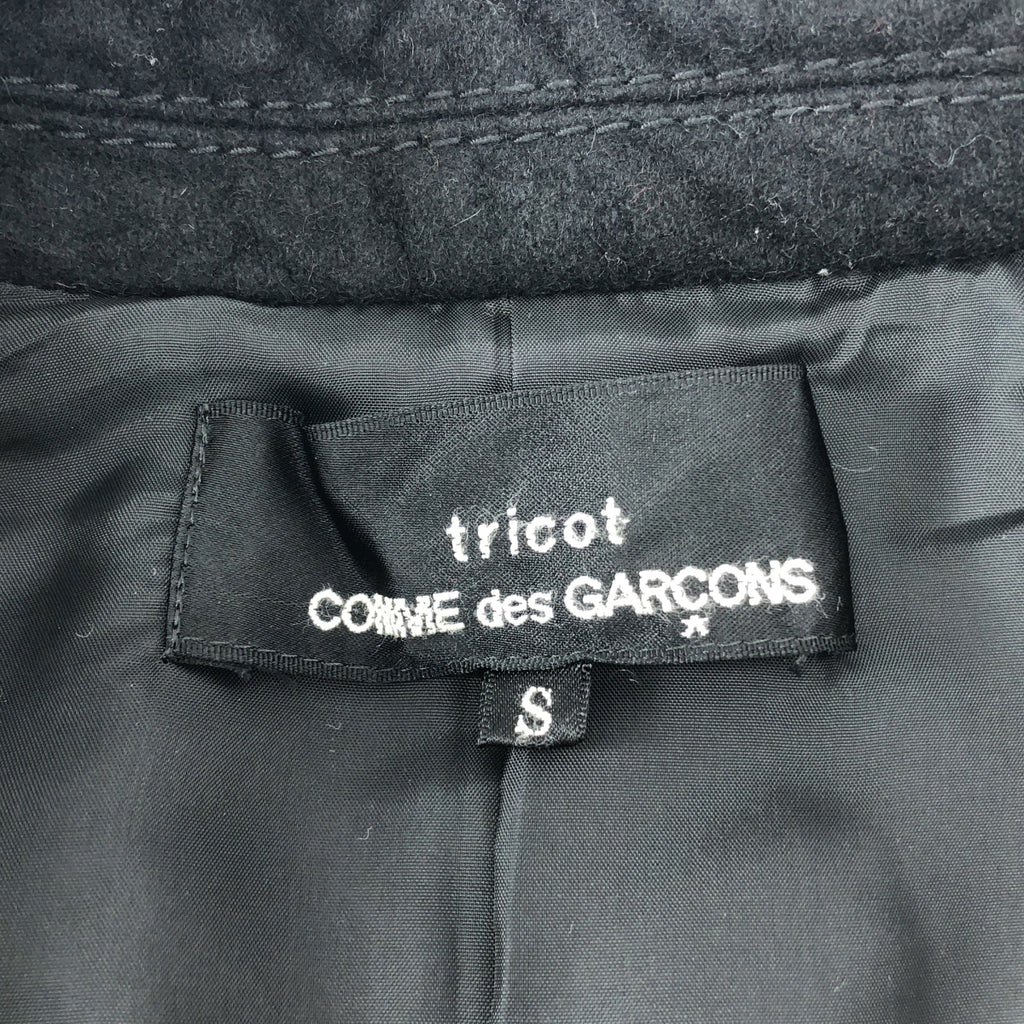 tricot
COMME des GARÇONS
*
S